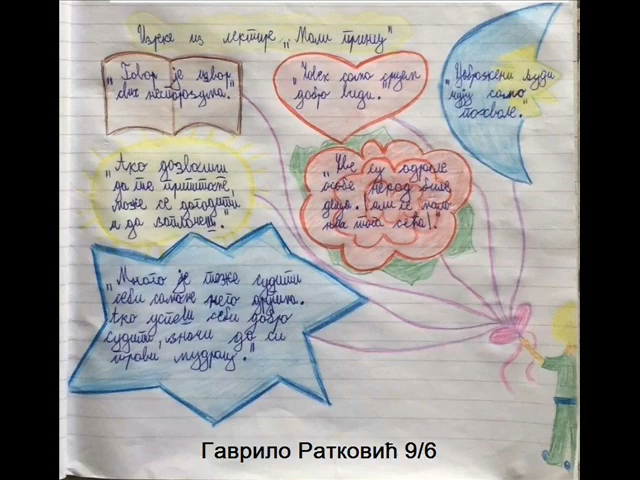 Изреке из лектире „Мали принц"
„Говор је извор
свих неспоразума."
„Човек само срцем
добро види."
„Уображени људи
чују само
похвале."
„Ако дозволиш
да те припитоме,
може се догодити
и да заплачеш."
„Све су одрасле
особе некад биле
деца. Али се мало
њих тога сећа!."
„Много је теже судити
себи самоме него другима.
Ако успеш себи добро
судити, значи да си
прави мудрац."
Гаврило Ратковић 9/6